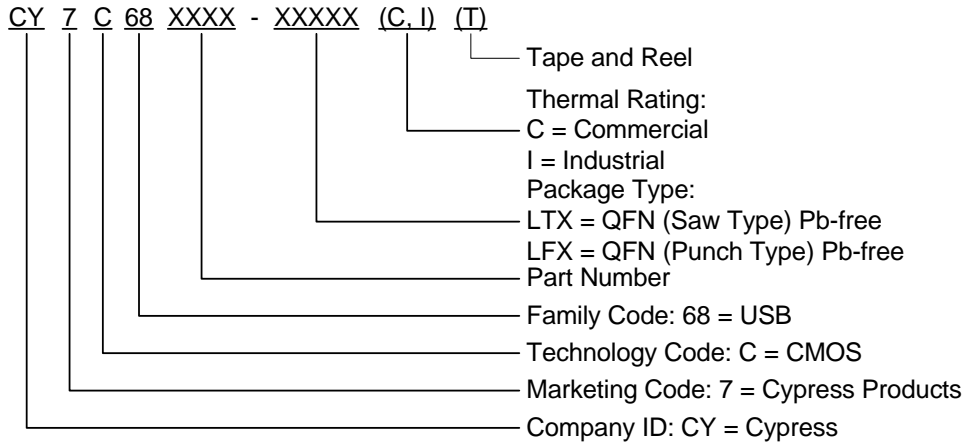 CY 7 C 68 XXXX - XXXXX (C, I) (T)
Tape and Reel
Thermal Rating:
C = Commercial
I = Industrial
Package Type:
LTX = QFN (Saw Type) Pb-free
LFX = QFN (Punch Type) Pb-free
Part Number
Family Code: 68 = USB
Technology Code: C = CMOS
Marketing Code: 7 = Cypress Products
Company ID: CY = Cypress